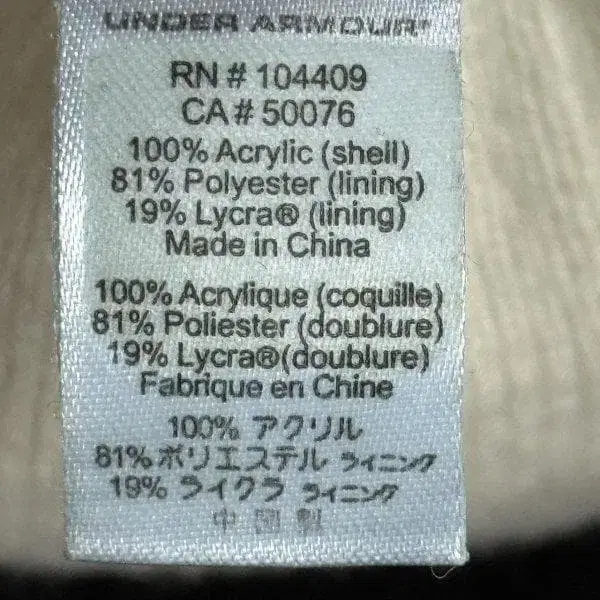 UNDER ARMOUR®
RN # 104409
CA # 50076
100% Acrylic (shell)
81% Polyester (lining)
19% Lycra® (lining)
Made in China
100% Acrylique (coquille)
81% Poliester (doublure)
19% Lycra®(doublure)
Fabrique en Chine
100% アクリル
81% ポリエステル ライニング
19% ライクラ ライニング
中国製